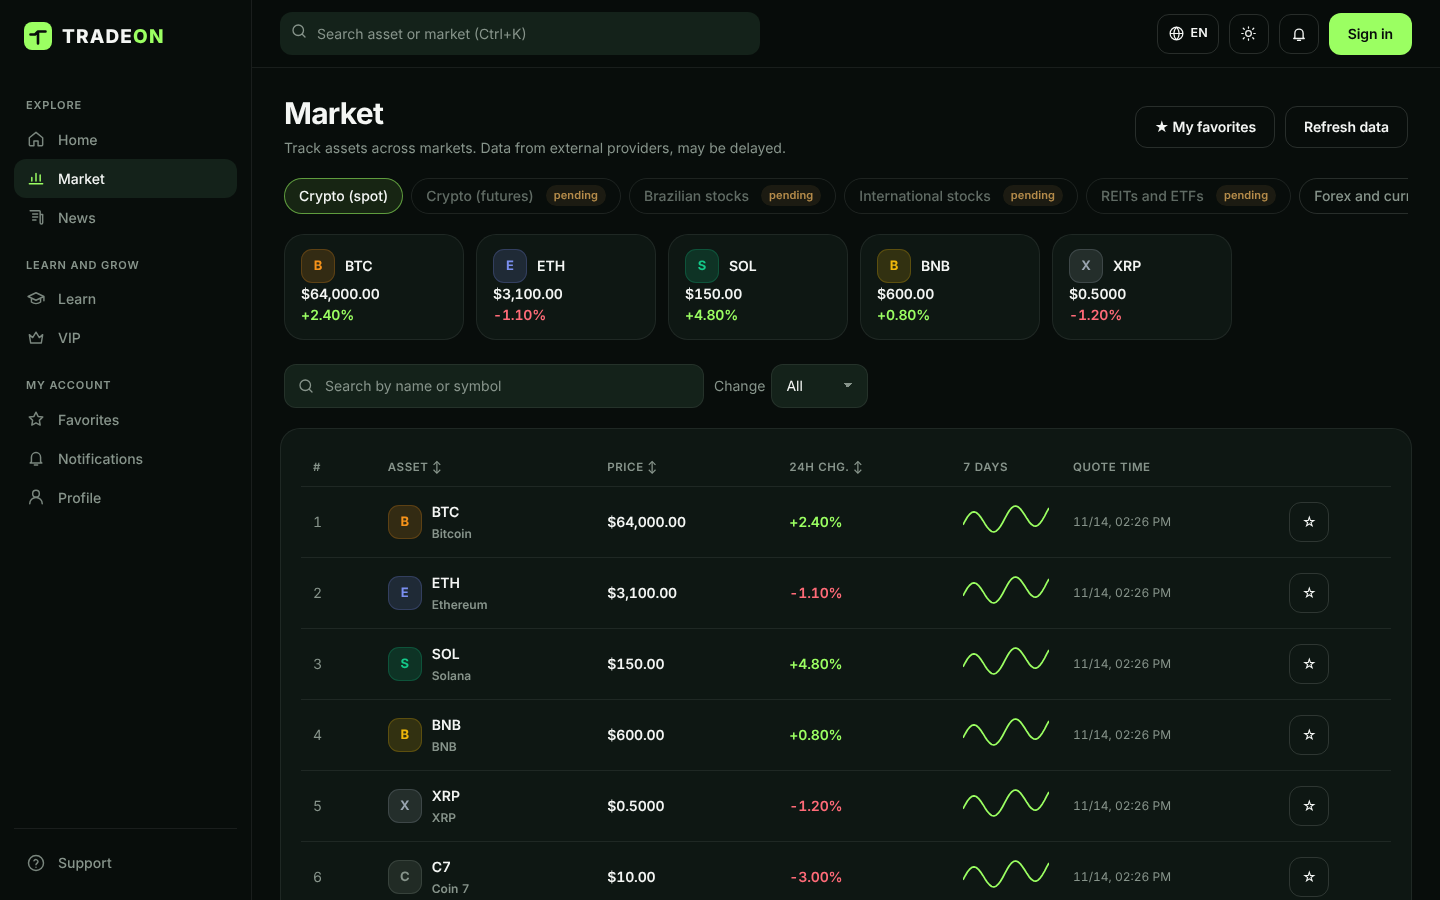 TRADEON
EXPLORE
Home
Market
News
LEARN AND GROW
Learn
VIP
MY ACCOUNT
Favorites
Notifications
Profile
Support
Search asset or market (Ctrl+K)
EN
Sign in
Market
Track assets across markets. Data from external providers, may be delayed.
★ My favorites
Refresh data
Crypto (spot)
Crypto (futures) pending
Brazilian stocks pending
International stocks pending
REITs and ETFs pending
Forex and curr
B BTC
$64,000.00
+2.40%
E ETH
$3,100.00
-1.10%
S SOL
$150.00
+4.80%
B BNB
$600.00
+0.80%
X XRP
$0.5000
-1.20%
Search by name or symbol
Change All
# ASSET ↕ PRICE ↕ 24H CHG. ↕ 7 DAYS QUOTE TIME
1 B BTC $64,000.00 +2.40% 11/14, 02:26 PM ☆
Bitcoin
2 E ETH $3,100.00 -1.10% 11/14, 02:26 PM ☆
Ethereum
3 S SOL $150.00 +4.80% 11/14, 02:26 PM ☆
Solana
4 B BNB $600.00 +0.80% 11/14, 02:26 PM ☆
BNB
5 X XRP $0.5000 -1.20% 11/14, 02:26 PM ☆
XRP
6 C C7 $10.00 -3.00% 11/14, 02:26 PM ☆
Coin 7